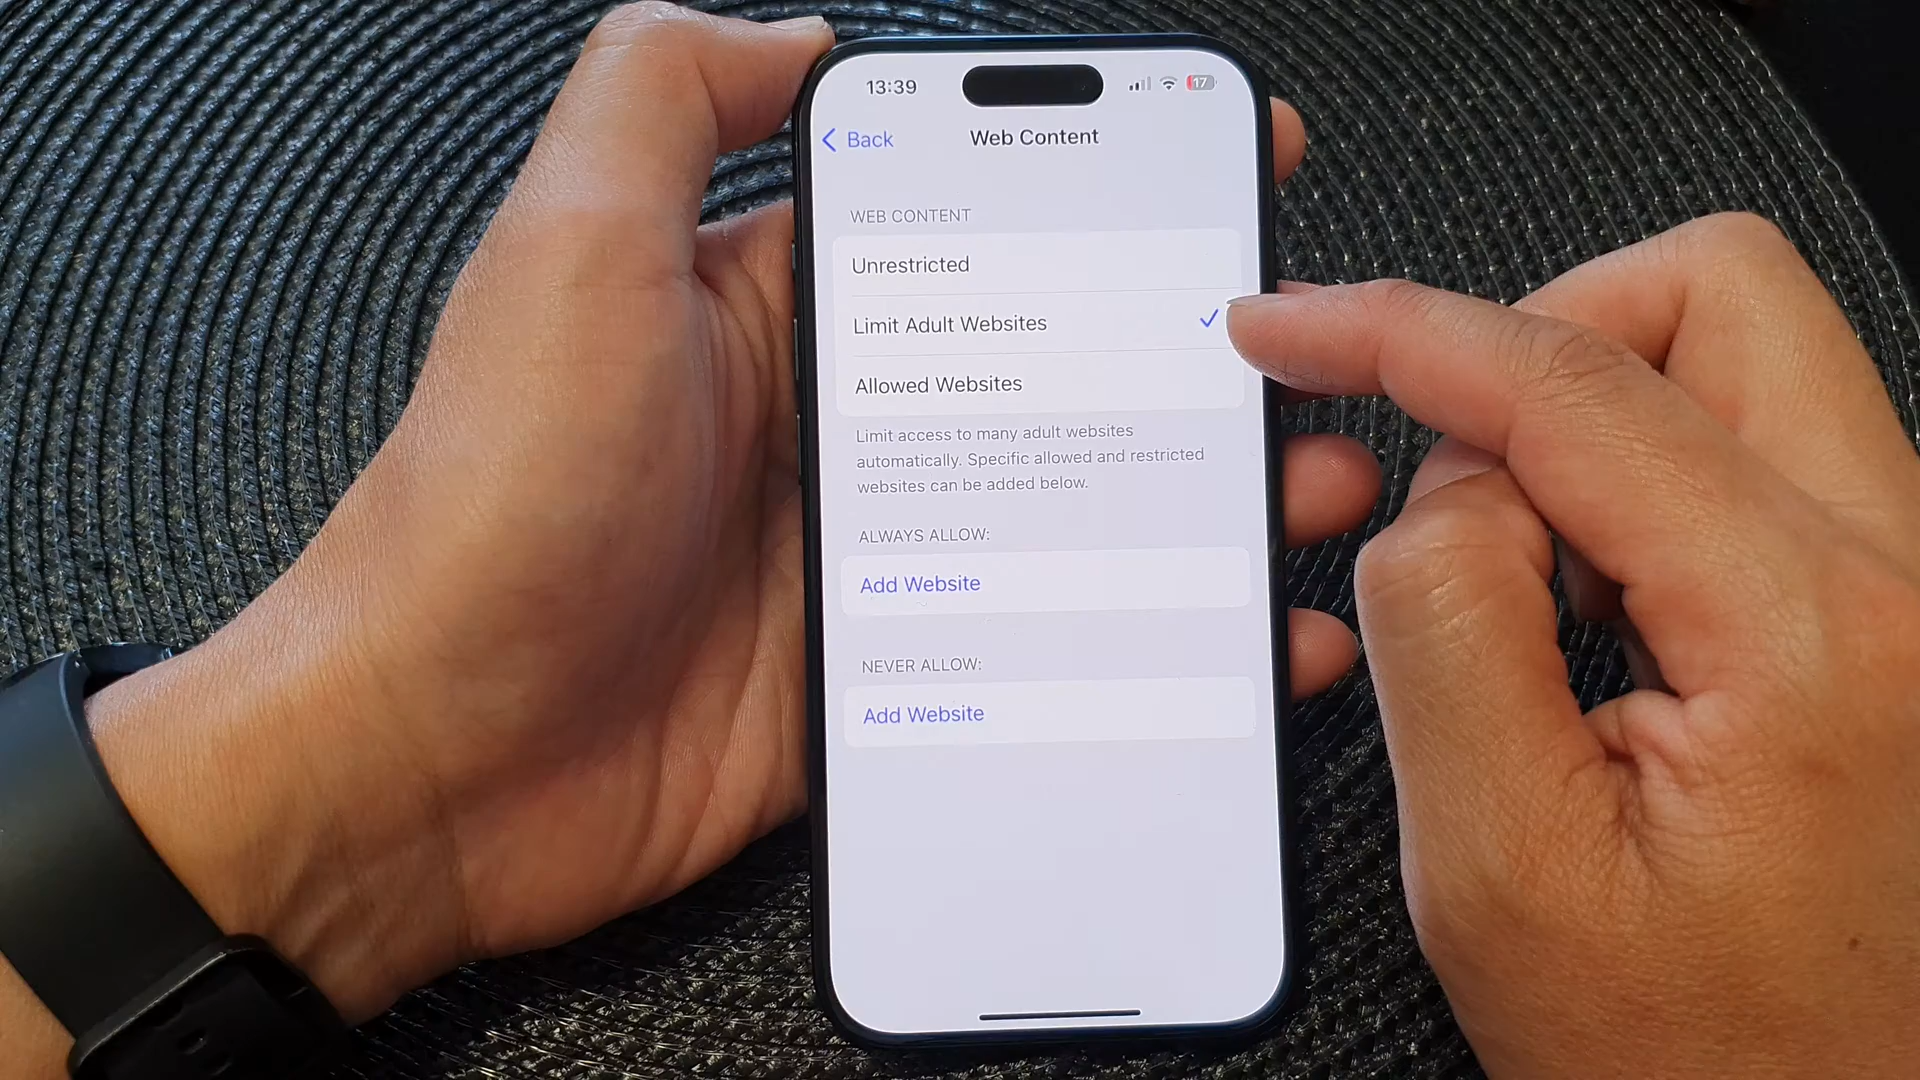 13:39
17
Back
Web Content
WEB CONTENT
Unrestricted
Limit Adult Websites
Allowed Websites
Limit access to many adult websites
automatically. Specific allowed and restricted
websites can be added below.
ALWAYS ALLOW:
Add Website
NEVER ALLOW:
Add Website